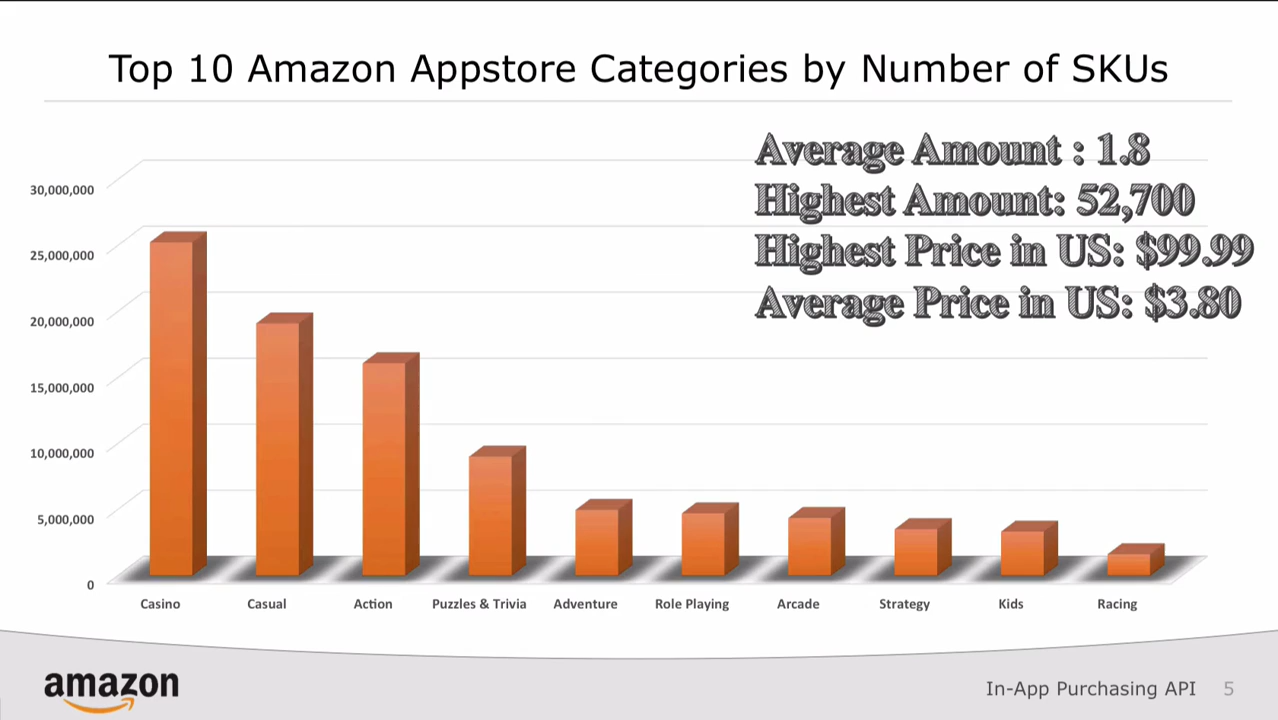 Top 10 Amazon Appstore Categories by Number of SKUs
Average Amount : 1.8
Highest Amount: 52,700
Highest Price in US: $99.99
Average Price in US: $3.80
30,000,000
25,000,000
20,000,000
15,000,000
10,000,000
5,000,000
0
Casino Casual Action Puzzles & Trivia Adventure Role Playing Arcade Strategy Kids Racing
amazon
In-App Purchasing API 5